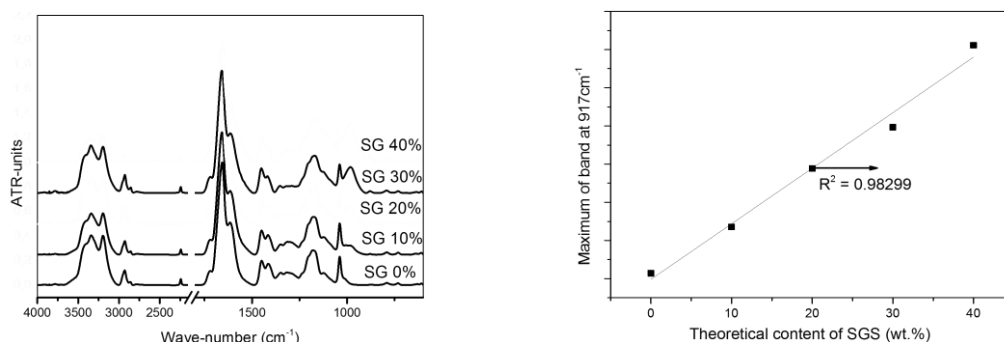 SG 40%
SG 30%
SG 20%
SG 10%
SG 0%
ATR-units
4000 3500 3000 2500 1500 1000
Wave-number (cm⁻¹)
Maximum of band at 917cm⁻¹
R² = 0.98299
0 10 20 30 40
Theoretical content of SGS (wt.%)